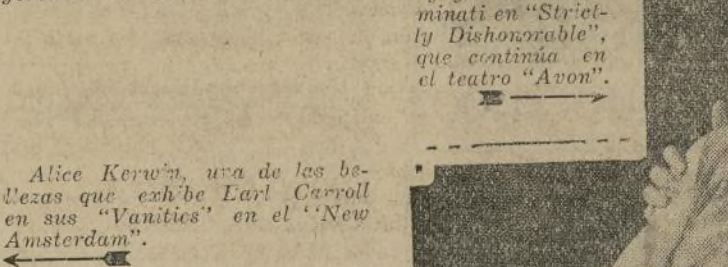 minati en "Strict-
ly Dishonorable",
que continúa en
el teatro "Avon".
Alice Kerwin, una de las be-
llezas que exhibe Earl Carroll
en sus "Vanities" en el "New
Amsterdam".